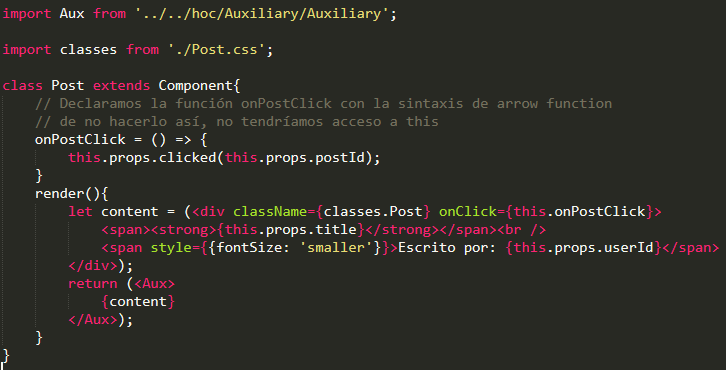 import Aux from '../../hoc/Auxiliary/Auxiliary';
import classes from './Post.css';
class Post extends Component{
// Declaramos la función onPostClick con la sintaxis de arrow function
// de no hacerlo así, no tendríamos acceso a this
onPostClick = () => {
this.props.clicked(this.props.postId);
}
render(){
let content = (<div className={classes.Post} onClick={this.onPostClick}>
<span><strong>{this.props.title}</strong></span><br />
<span style={{fontSize: 'smaller'}}>Escrito por: {this.props.userId}</span>
</div>);
return (<Aux>
{content}
</Aux>);
}
}